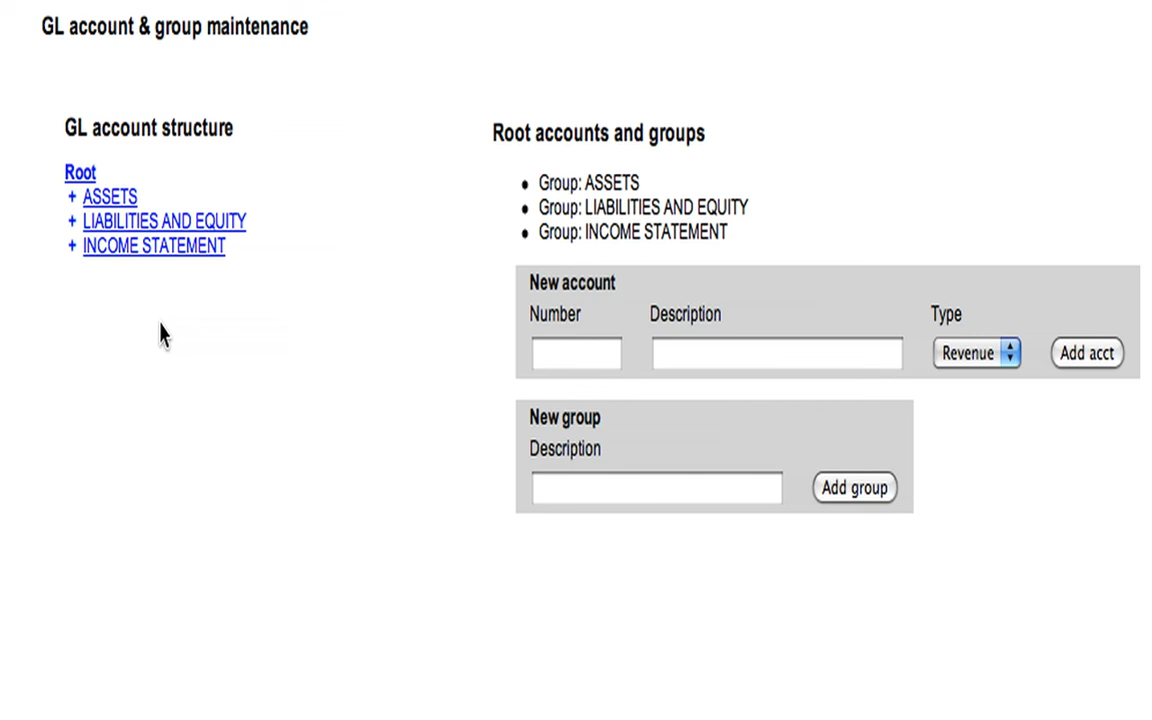 GL account & group maintenance
GL account structure
Root
+ ASSETS
+ LIABILITIES AND EQUITY
+ INCOME STATEMENT
Root accounts and groups
• Group: ASSETS
• Group: LIABILITIES AND EQUITY
• Group: INCOME STATEMENT
New account
Number Description Type
Revenue Add acct
New group
Description
Add group